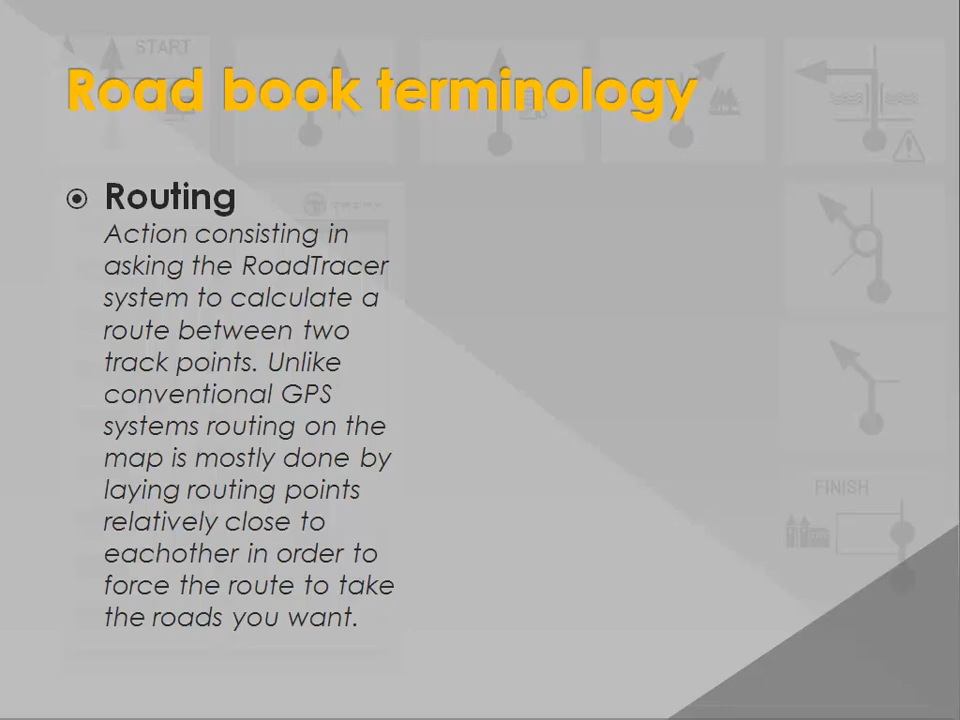 START
Road book terminology
Routing
Action consisting in
asking the RoadTracer
system to calculate a
route between two
track points. Unlike
conventional GPS
systems routing on the
map is mostly done by
laying routing points
relatively close to
eachother in order to
force the route to take
the roads you want.
FINISH